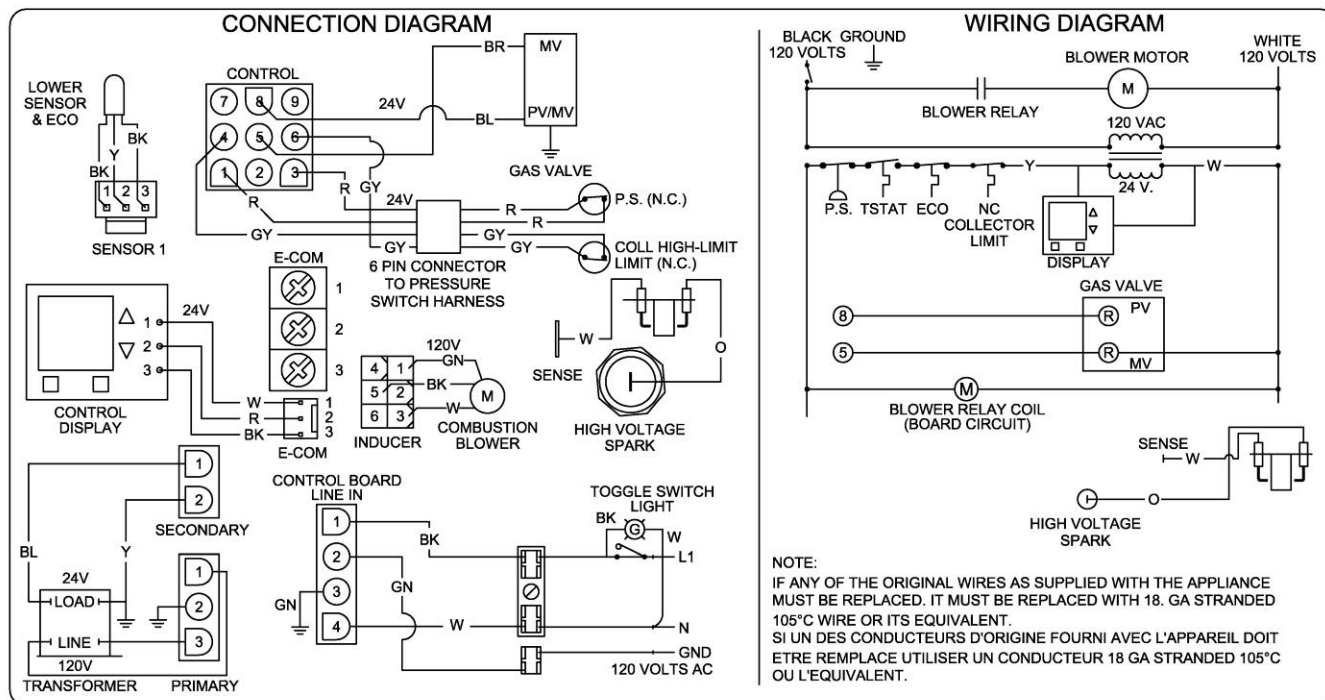 CONNECTION DIAGRAM
LOWER
SENSOR
& ECO
BK
Y
BK
1 2 3
SENSOR 1
CONTROL
7 8 9
4 5 6
1 2 3
24V
BR
BL
MV
PV/MV
GAS VALVE
R
R
GY
GY
24V
GY
R
R
GY
GY
P.S. (N.C.)
COLL HIGH-LIMIT
LIMIT (N.C.)
6 PIN CONNECTOR
TO PRESSURE
SWITCH HARNESS
E-COM
1
2
3
24V
1
2
3
CONTROL
DISPLAY
W
R
BK
1
2
3
E-COM
4 1
5 2
6 3
INDUCER
120V
GN
BK
W
M
COMBUSTION
BLOWER
SENSE
W
O
HIGH VOLTAGE
SPARK
1
2
SECONDARY
BL
Y
24V
LOAD
LINE
120V
TRANSFORMER
1
2
3
PRIMARY
CONTROL BOARD
LINE IN
1
2
3
4
BK
GN
GN
W
TOGGLE SWITCH
LIGHT
BK
G
W
L1
N
GND
120 VOLTS AC
WIRING DIAGRAM
BLACK
120 VOLTS
GROUND
WHITE
120 VOLTS
BLOWER MOTOR
M
BLOWER RELAY
120 VAC
24 V.
Y
W
P.S. TSTAT ECO NC
COLLECTOR
LIMIT
DISPLAY
GAS VALVE
8
R
PV
5
R
MV
M
BLOWER RELAY COIL
(BOARD CIRCUIT)
SENSE
W
O
HIGH VOLTAGE
SPARK
NOTE:
IF ANY OF THE ORIGINAL WIRES AS SUPPLIED WITH THE APPLIANCE
MUST BE REPLACED. IT MUST BE REPLACED WITH 18. GA STRANDED
105°C WIRE OR ITS EQUIVALENT.
SI UN DES CONDUCTEURS D'ORIGINE FOURNI AVEC L'APPAREIL DOIT
ETRE REMPLACE UTILISER UN CONDUCTEUR 18 GA STRANDED 105°C
OU L'EQUIVALENT.